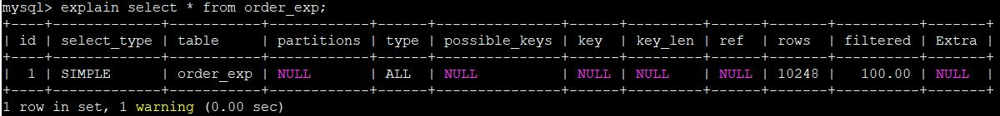 mysql> explain select * from order_exp;
+----+-------------+-----------+------------+------+---------------+------+---------+------+-------+----------+-------+
| id | select_type | table     | partitions | type | possible_keys | key  | key_len | ref  | rows  | filtered | Extra |
+----+-------------+-----------+------------+------+---------------+------+---------+------+-------+----------+-------+
|  1 | SIMPLE      | order_exp | NULL       | ALL  | NULL          | NULL | NULL    | NULL | 10248 |   100.00 | NULL  |
+----+-------------+-----------+------------+------+---------------+------+---------+------+-------+----------+-------+
1 row in set, 1 warning (0.00 sec)